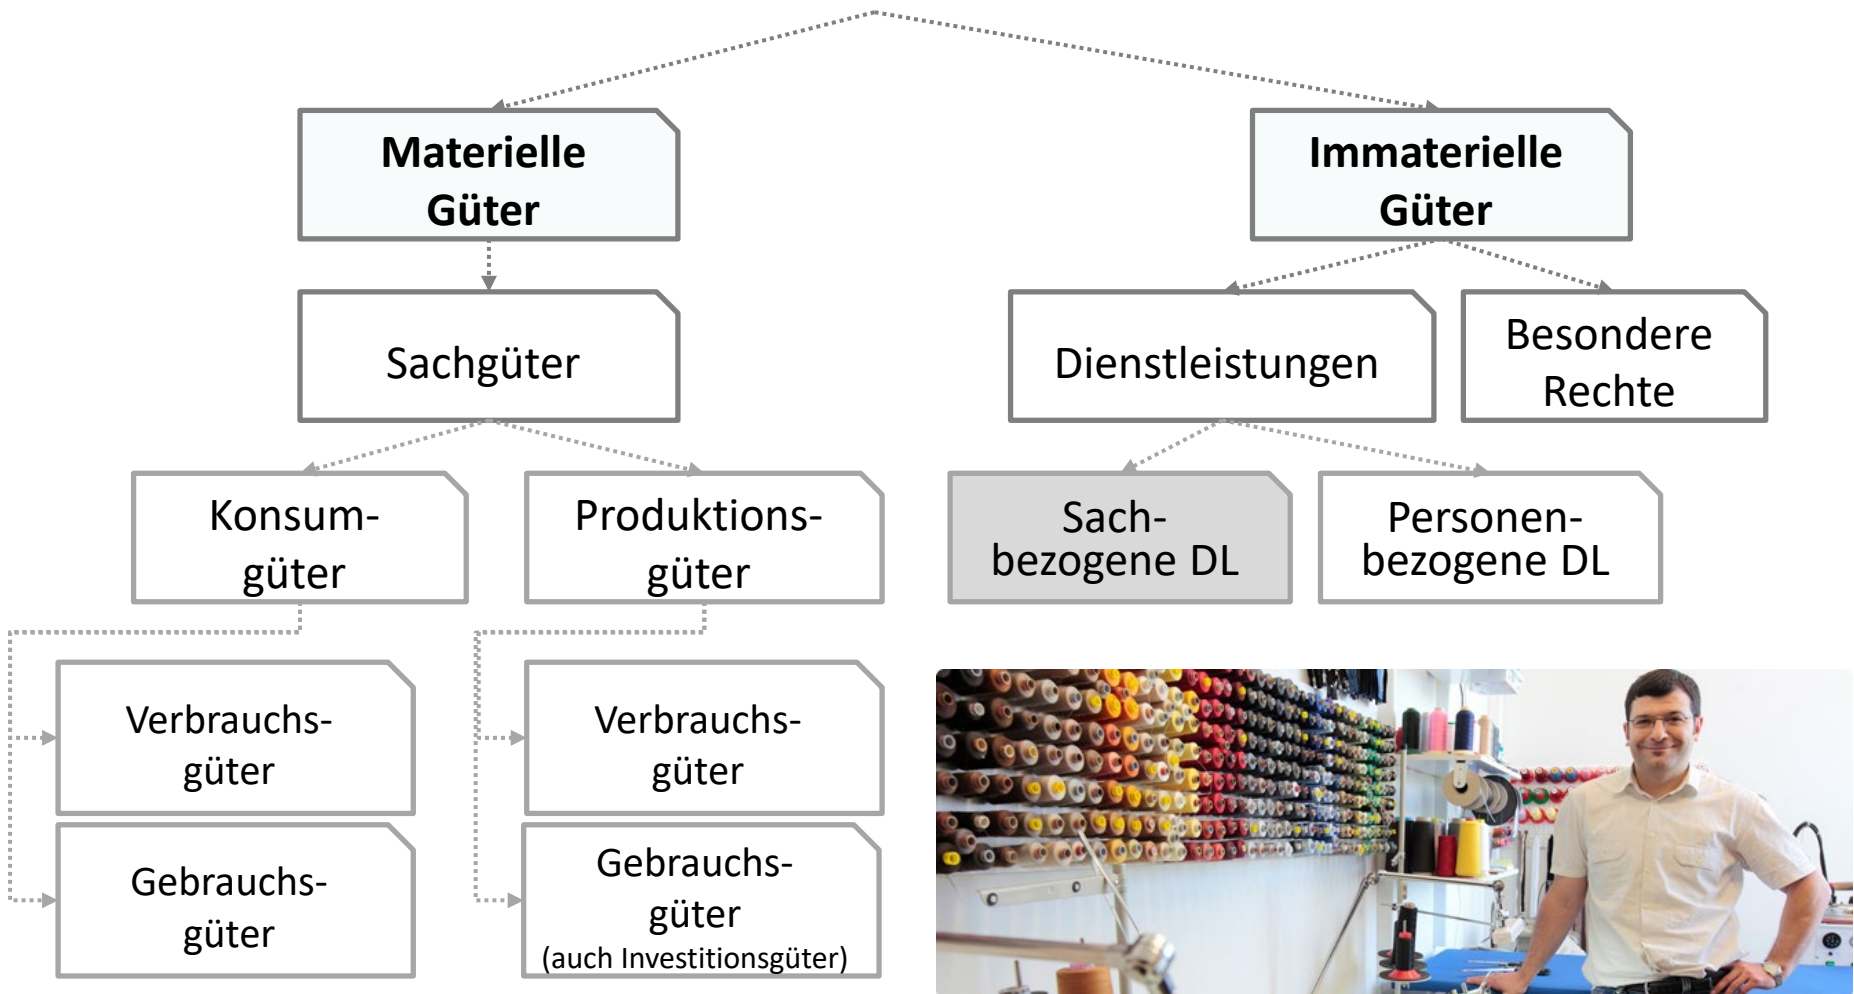 Materielle
Güter
Immaterielle
Güter
Sachgüter
Dienstleistungen
Besondere
Rechte
Konsum-
güter
Produktions-
güter
Sach-
bezogene DL
Personen-
bezogene DL
Verbrauchs-
güter
Verbrauchs-
güter
Gebrauchs-
güter
Gebrauchs-
güter
(auch Investitionsgüter)